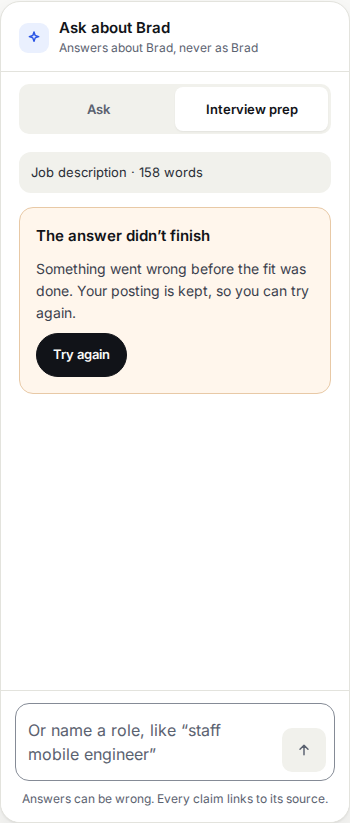 Ask about Brad
Answers about Brad, never as Brad
Ask
Interview prep
Job description · 158 words
The answer didn’t finish
Something went wrong before the fit was
done. Your posting is kept, so you can try
again.
Try again
Or name a role, like “staff
mobile engineer”
Answers can be wrong. Every claim links to its source.